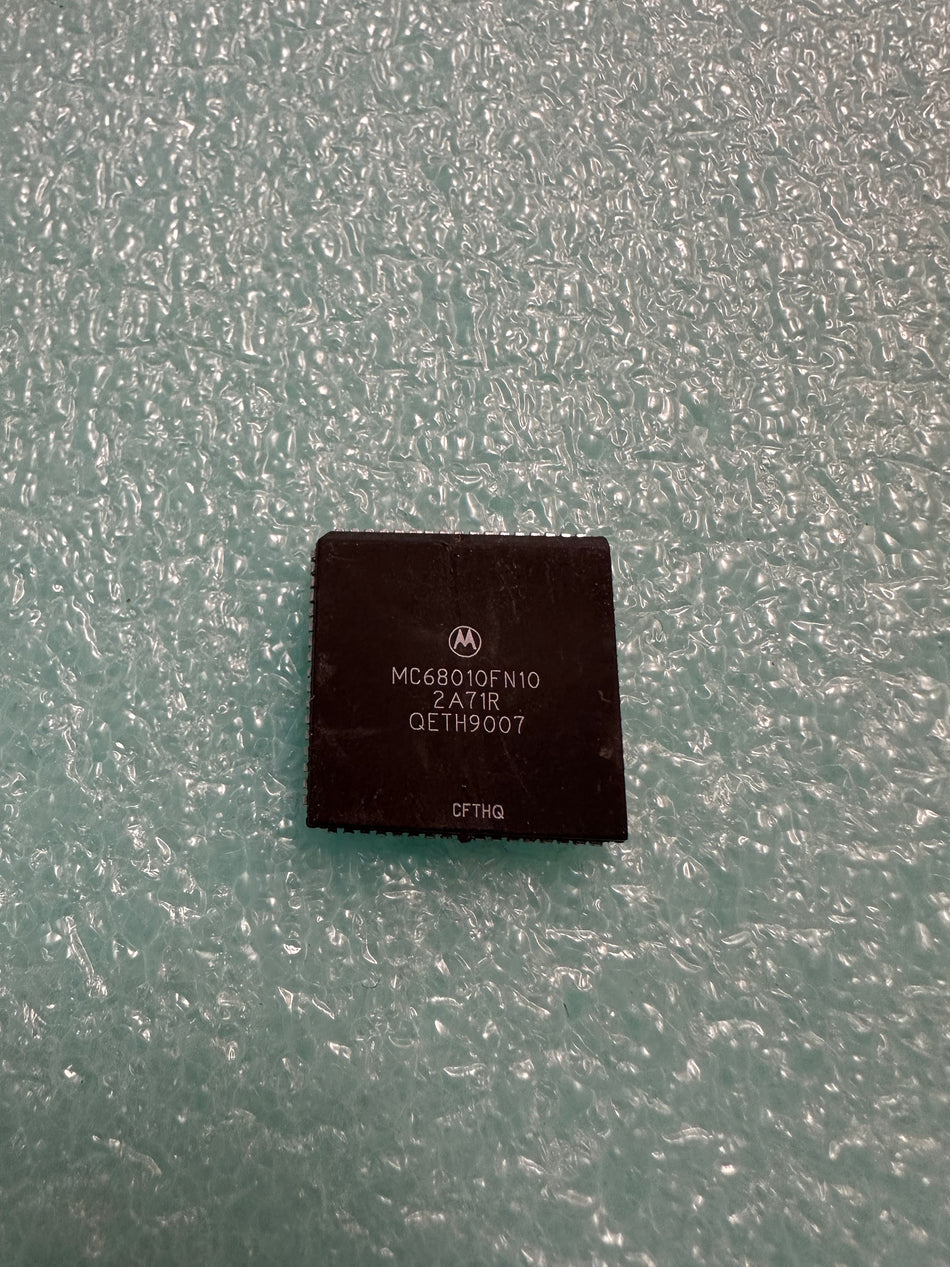 MC68010FN10
2A71R
QETH9007
CFTHQ